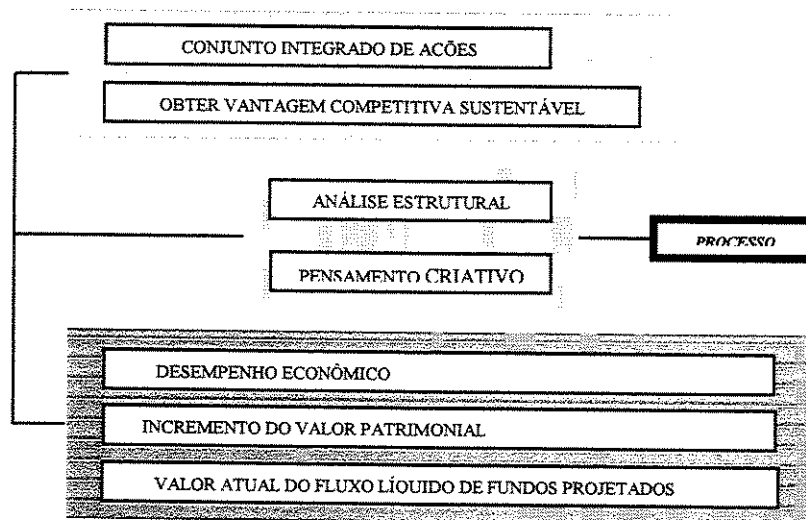 CONJUNTO INTEGRADO DE ACÕES
OBTER VANTAGEM COMPETITIVA SUSTENTÁVEL
ANÁLISE ESTRUTURAL
PROCESSO
PENSAMENTO CRIATIVO
DESEMPENHO ECONÔMICO
INCREMENTO DO VALOR PATRIMONIAL
VALOR ATUAL DO FLUXO LÍQUIDO DE FUNDOS PROJETADOS